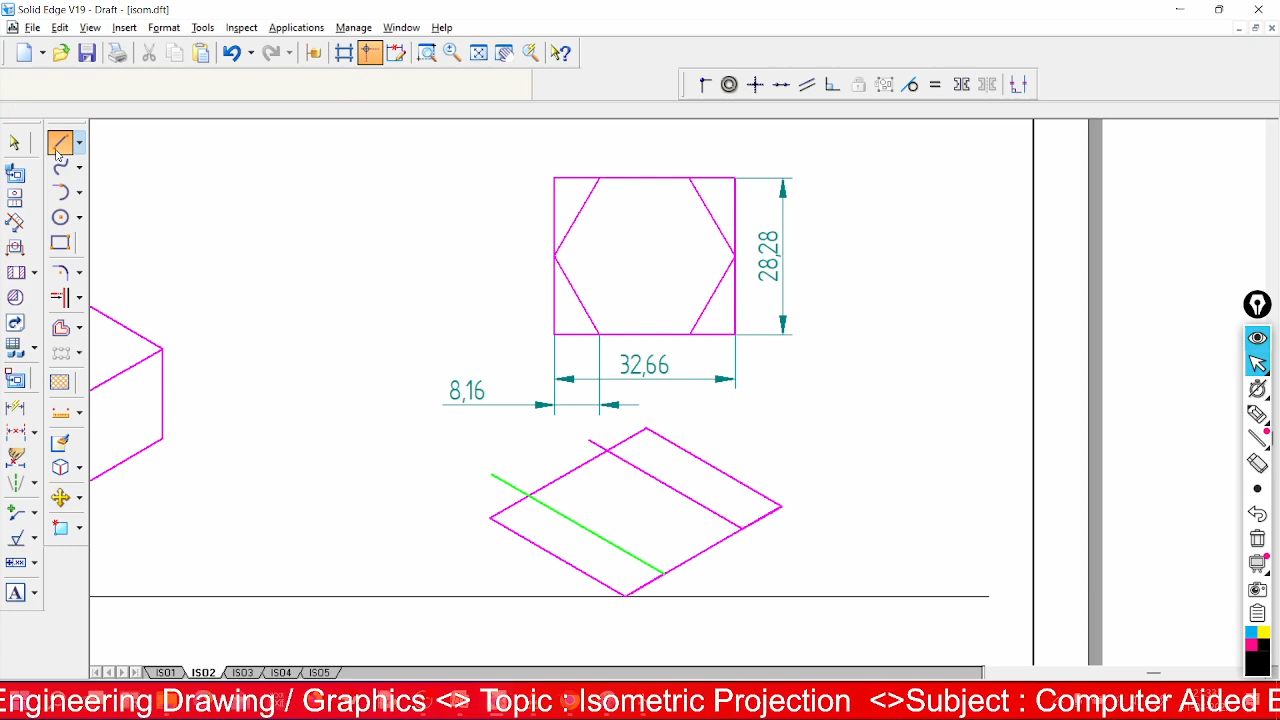 Solid Edge V19 - Draft - [isom.dft]
File Edit View Insert Format Tools Inspect Applications Manage Window Help
28,28
32,66
8,16
A
ISO1 ISO2 ISO3 ISO4 ISO5
Engineering Drawing / Graphics <> Topic : Isometric Projection <>Subject : Computer Aided E